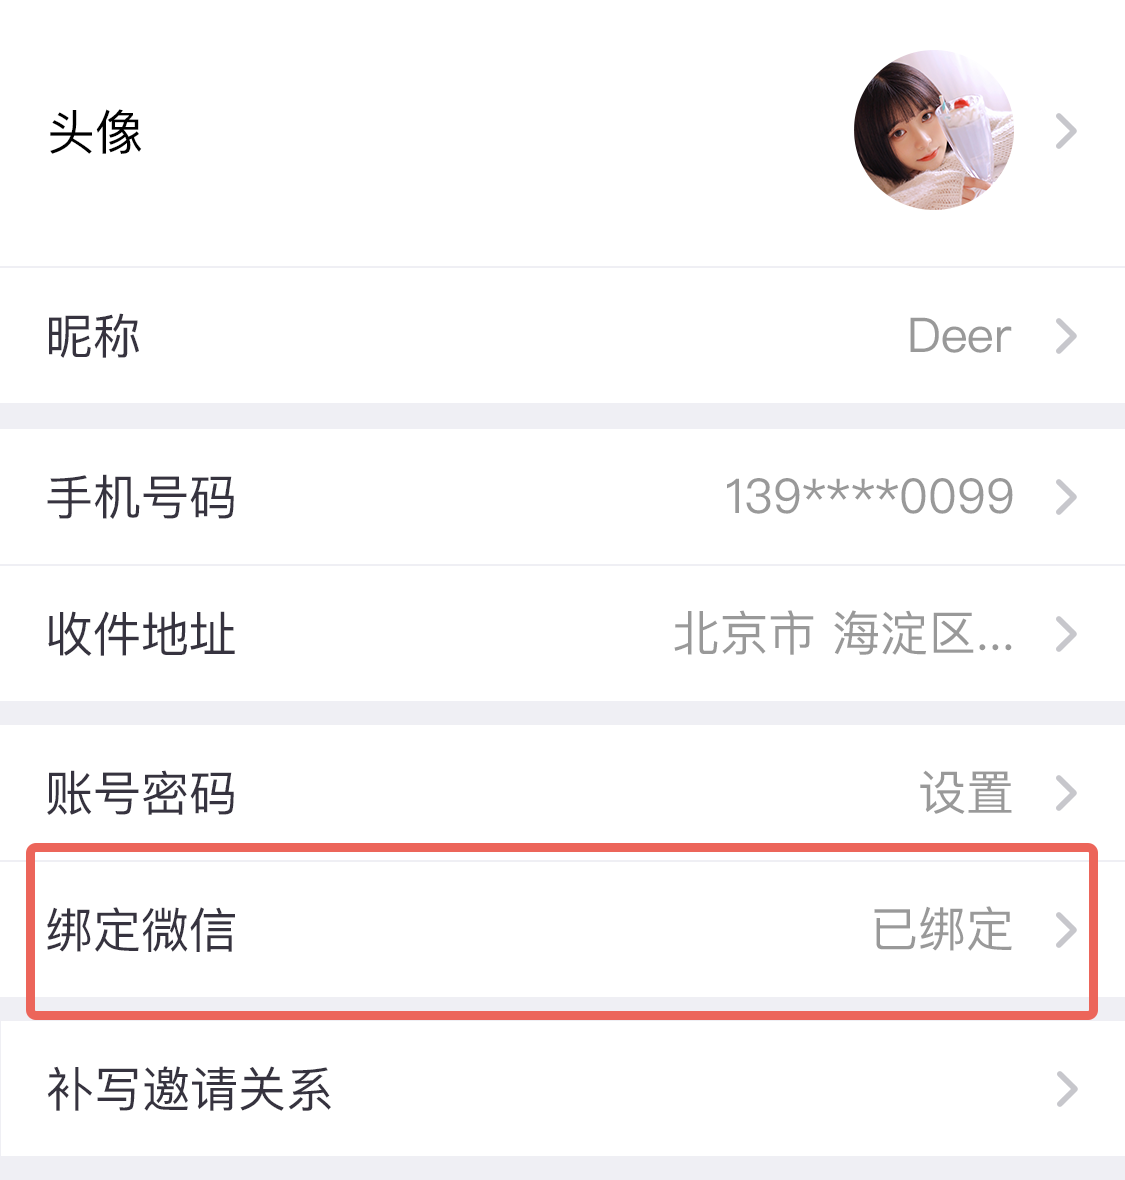 头像
昵称 Deer
手机号码 139****0099
收件地址 北京市 海淀区...
账号密码 设置
绑定微信 已绑定
补写邀请关系